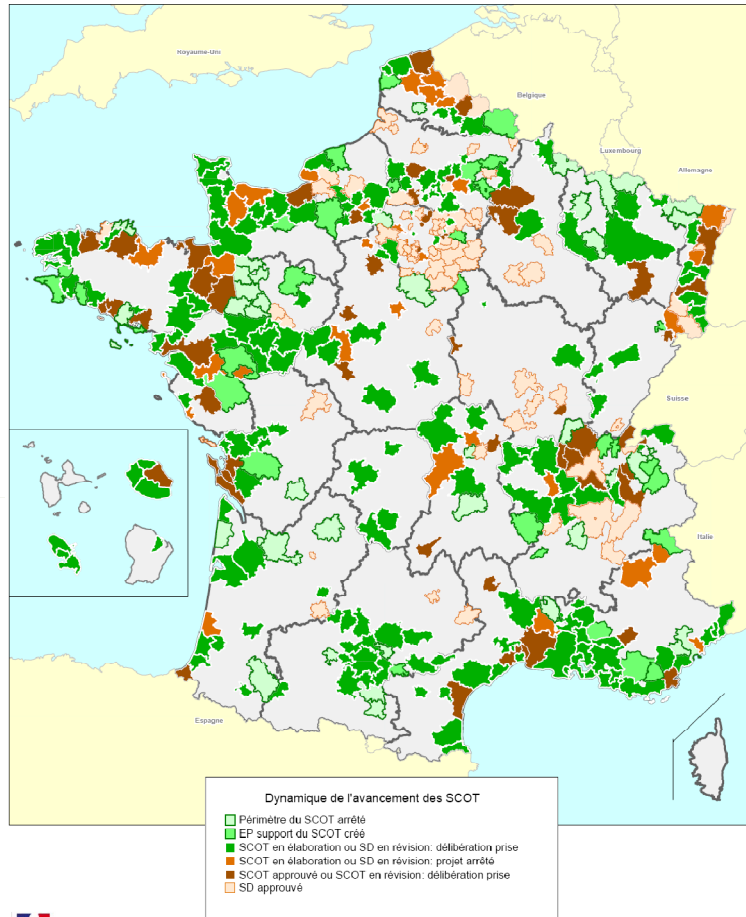 Royaume-Uni
Belgique
Luxembourg
Allemagne
Suisse
Italie
Espagne
Dynamique de l'avancement des SCOT
Périmètre du SCOT arrêté
EP support du SCOT créé
SCOT en élaboration ou SD en révision: délibération prise
SCOT en élaboration ou SD en révision: projet arrêté
SCOT approuvé ou SCOT en révision: délibération prise
SD approuvé